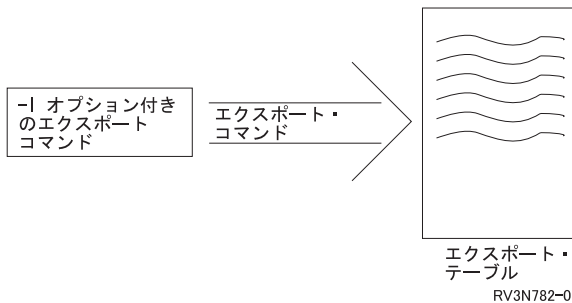 -I オプション付き
のエクスポート
コマンド
エクスポート・
コマンド
エクスポート・
テーブル
RV3N782-0